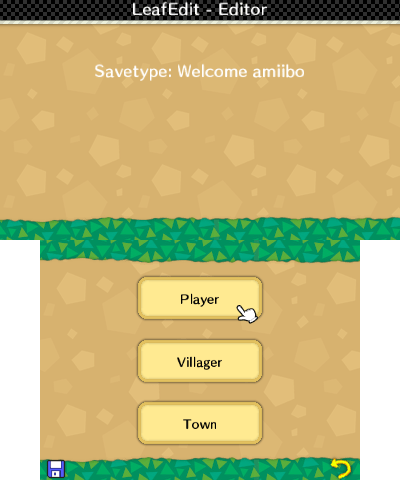 LeafEdit - Editor
Savetype: Welcome amiibo
Player
Villager
Town